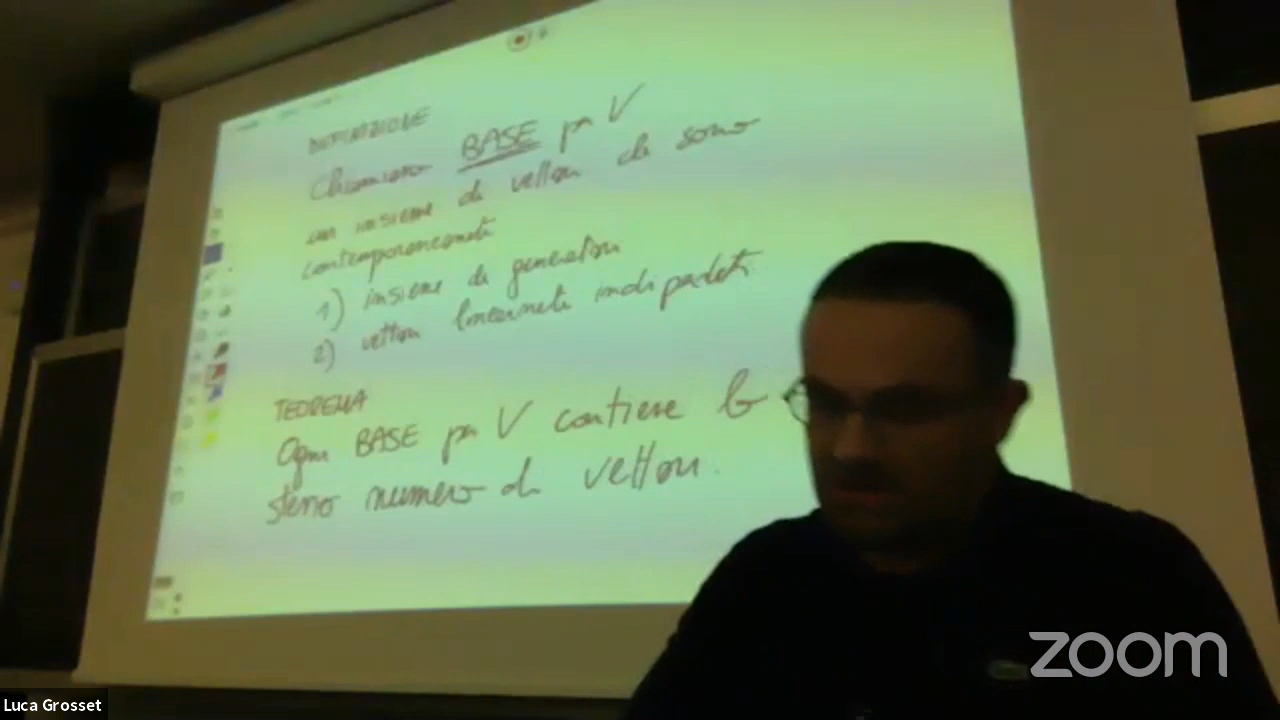 DEFINIZIONE
Chiamiamo BASE per V
un insieme di vettori che sono
contemporaneamente
1) insieme di generatori
2) vettori linearmente indipendenti
TEOREMA
Ogni BASE per V contiene lo
stesso numero di vettori.
zoom
Luca Grosset